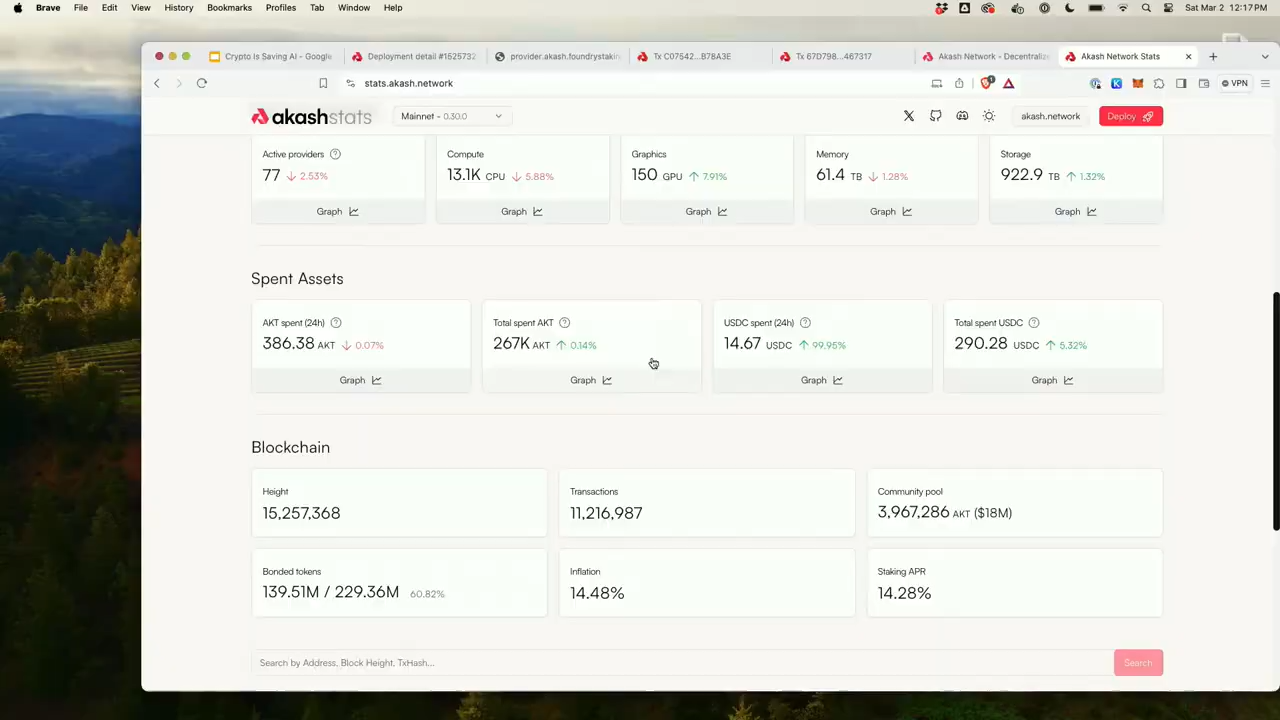 Brave File Edit View History Bookmarks Profiles Tab Window Help Sat Mar 2 12:17 PM
Crypto Is Saving AI - Google Deployment detail #1525732 provider.akash.foundrystakin Tx C07542...B78A3E Tx 67D798...467317 Akash Network - Decentralize Akash Network Stats
stats.akash.network 1 VPN
akashstats Mainnet - 0.30.0 akash.network Deploy
Active providers Compute Graphics Memory Storage
77 2.53% 13.1K CPU 5.88% 150 GPU 7.91% 61.4 TB 1.28% 922.9 TB 1.32%
Graph Graph Graph Graph Graph
Spent Assets
AKT spent (24h) Total spent AKT USDC spent (24h) Total spent USDC
386.38 AKT 0.07% 267K AKT 0.14% 14.67 USDC 99.95% 290.28 USDC 5.32%
Graph Graph Graph Graph
Blockchain
Height Transactions Community pool
15,257,368 11,216,987 3,967,286 AKT ($18M)
Bonded tokens Inflation Staking APR
139.51M / 229.36M 60.82% 14.48% 14.28%
Search by Address, Block Height, TxHash... Search